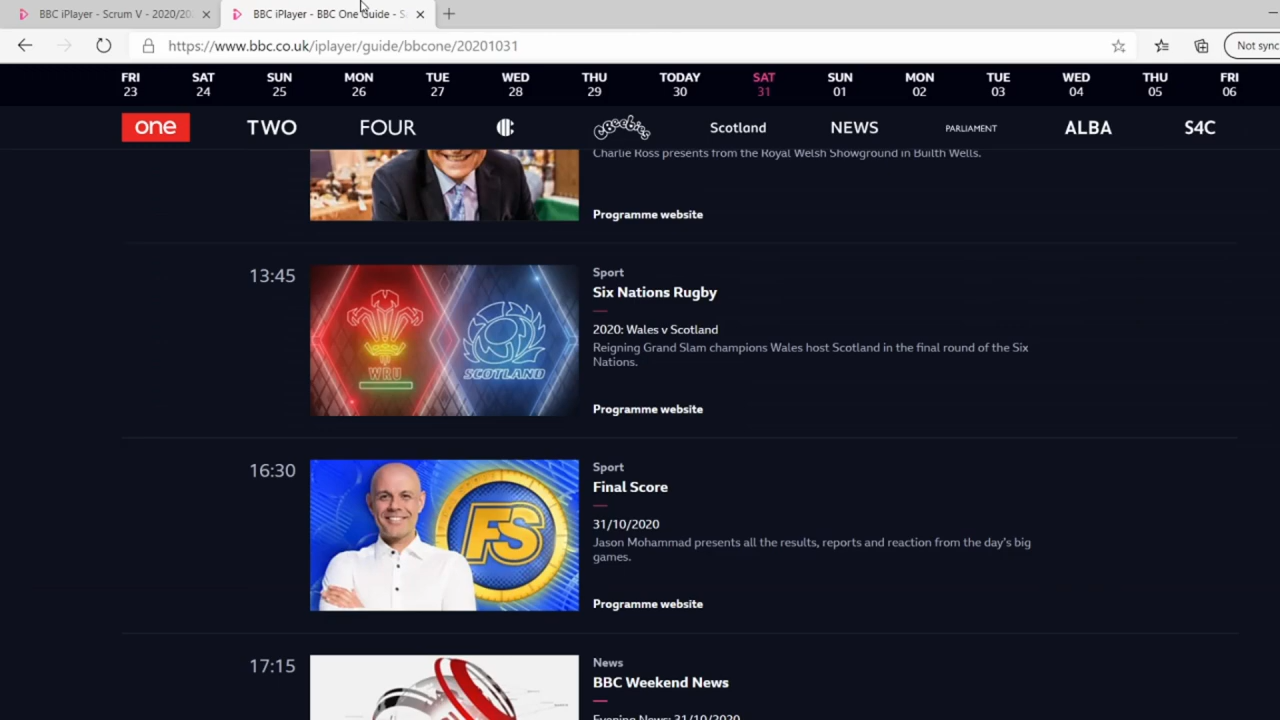 BBC iPlayer - Scrum V - 2020/20
BBC iPlayer - BBC One Guide - S
https://www.bbc.co.uk/iplayer/guide/bbcone/20201031
Not sync
FRI SAT SUN MON TUE WED THU TODAY SAT SUN MON TUE WED THU FRI
23 24 25 26 27 28 29 30 31 01 02 03 04 05 06
one TWO FOUR CBeebies Scotland NEWS PARLIAMENT ALBA S4C
Charlie Ross presents from the Royal Welsh Showground in Builth Wells.
Programme website
13:45
Sport
Six Nations Rugby
2020: Wales v Scotland
Reigning Grand Slam champions Wales host Scotland in the final round of the Six
Nations.
Programme website
WRU
SCOTLAND
16:30
Sport
Final Score
31/10/2020
Jason Mohammad presents all the results, reports and reaction from the day's big
games.
Programme website
FS
17:15
News
BBC Weekend News
Evening News: 31/10/2020